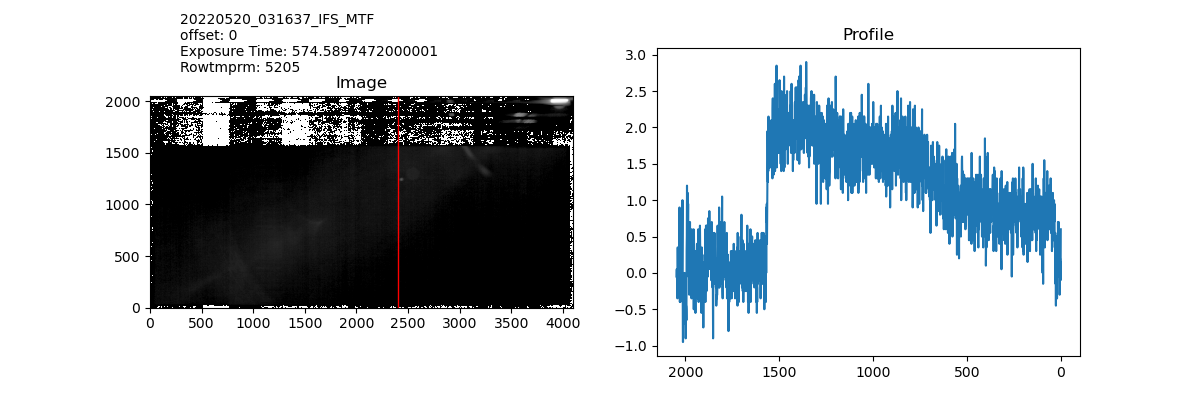 20220520_031637_IFS_MTF
offset: 0
Exposure Time: 574.5897472000001
Rowtmprm: 5205
Image
2000
1500
1000
500
0
0 500 1000 1500 2000 2500 3000 3500 4000
Profile
3.0
2.5
2.0
1.5
1.0
0.5
0.0
−0.5
−1.0
2000 1500 1000 500 0